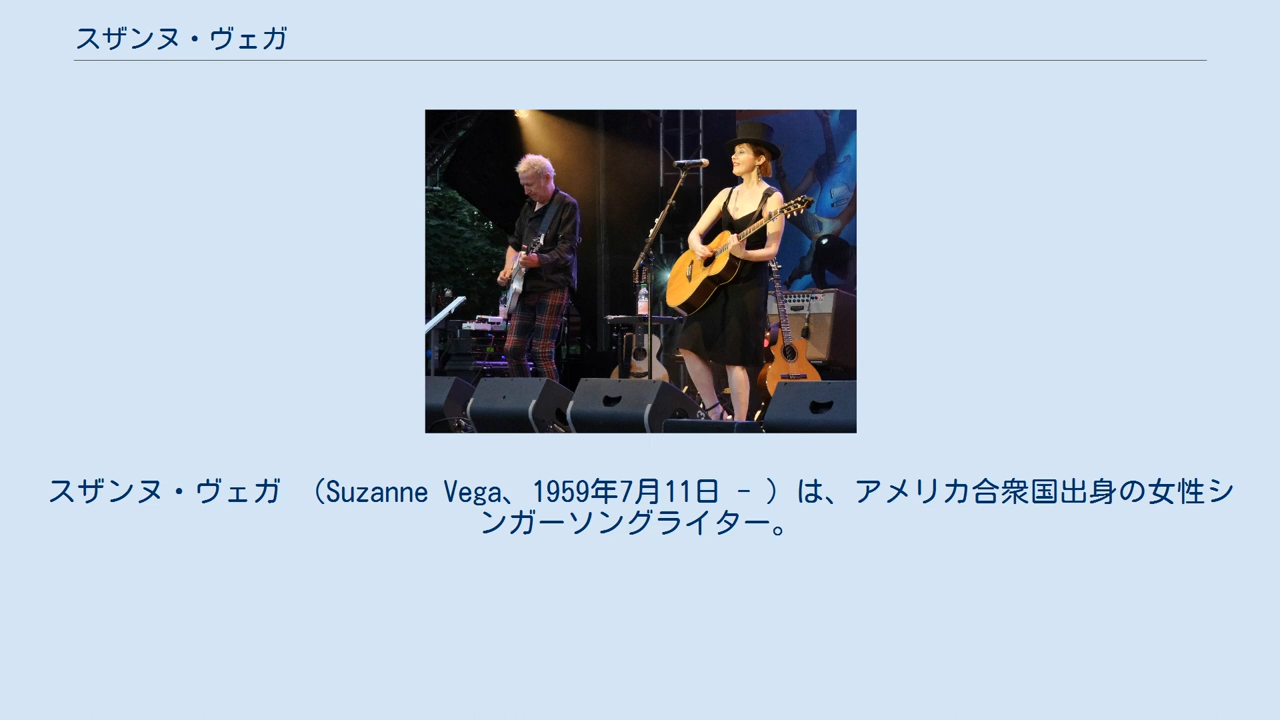 スザンヌ・ヴェガ
スザンヌ・ヴェガ （Suzanne Vega、1959年7月11日 - ）は、アメリカ合衆国出身の女性シ
ンガーソングライター。